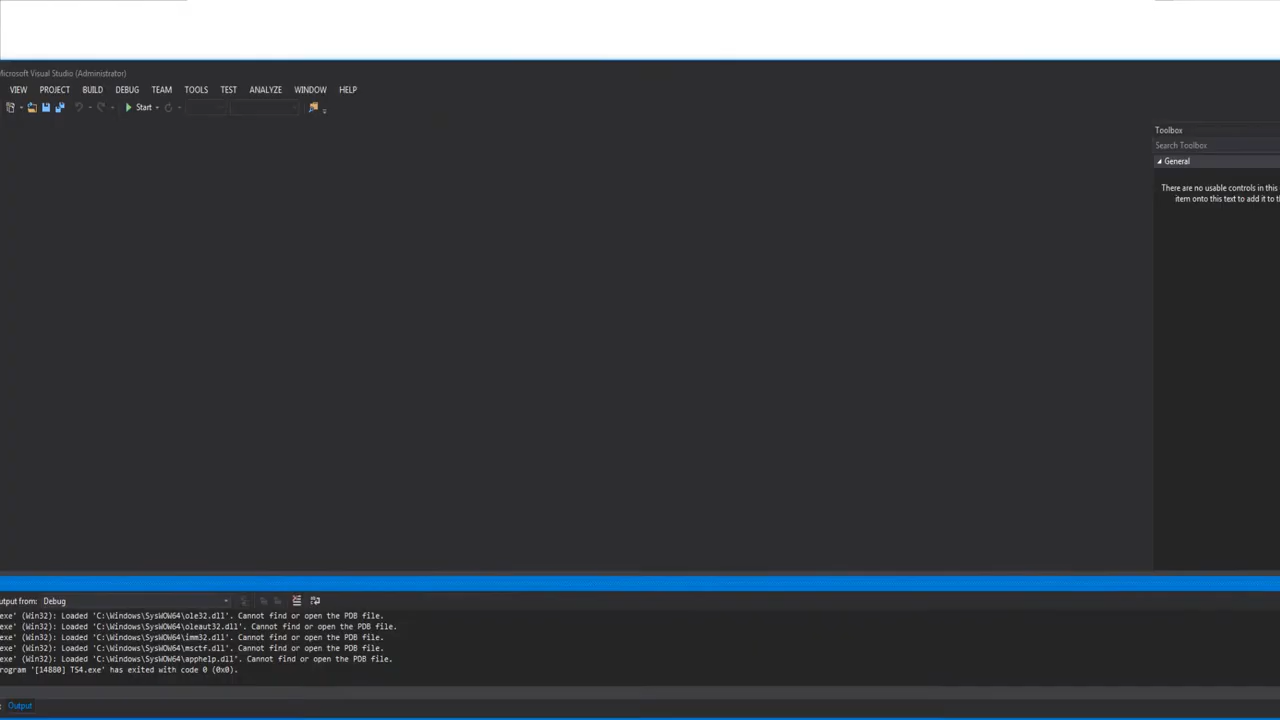 Microsoft Visual Studio (Administrator)
VIEW PROJECT BUILD DEBUG TEAM TOOLS TEST ANALYZE WINDOW HELP
Start
Toolbox
Search Toolbox
General
There are no usable controls in this
item onto this text to add it to
utput from: Debug
exe' (Win32): Loaded 'C:\Windows\SysWOW64\ole32.dll'. Cannot find or open the PDB file.
exe' (Win32): Loaded 'C:\Windows\SysWOW64\oleaut32.dll'. Cannot find or open the PDB file.
exe' (Win32): Loaded 'C:\Windows\SysWOW64\imm32.dll'. Cannot find or open the PDB file.
exe' (Win32): Loaded 'C:\Windows\SysWOW64\msctf.dll'. Cannot find or open the PDB file.
exe' (Win32): Loaded 'C:\Windows\SysWOW64\apphelp.dll'. Cannot find or open the PDB file.
rogram '[14880] TS4.exe' has exited with code 0 (0x0).
Output